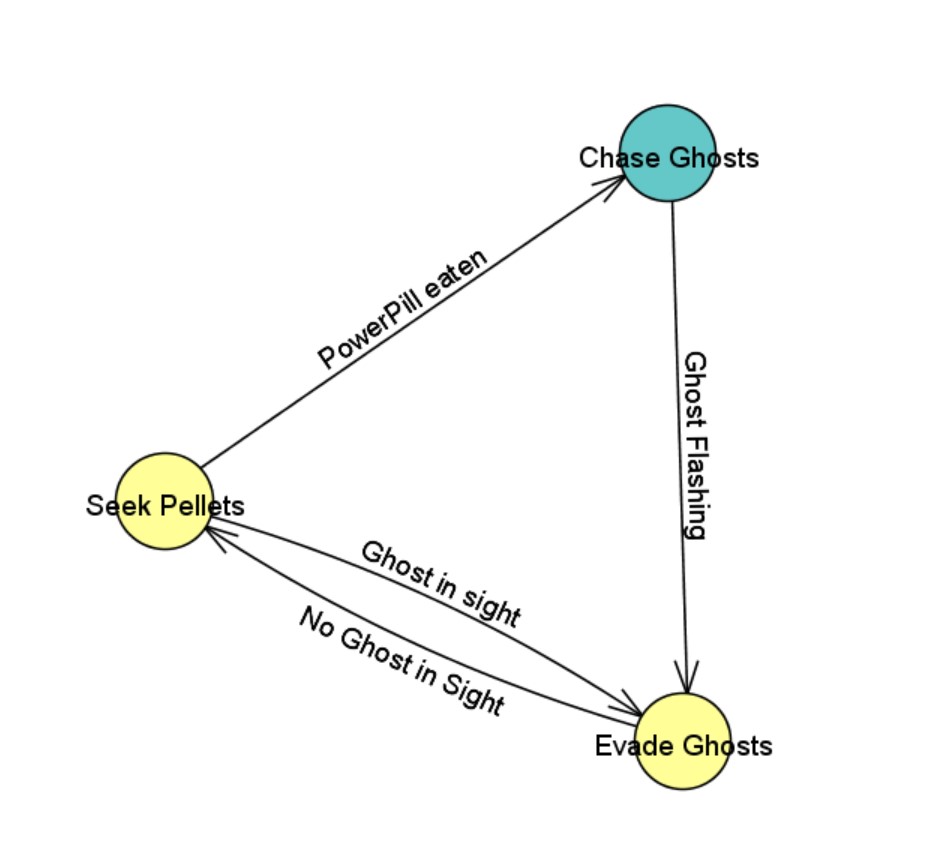 Chase Ghosts
PowerPill eaten
Ghost Flashing
Seek Pellets
Ghost in sight
No Ghost in Sight
Evade Ghosts